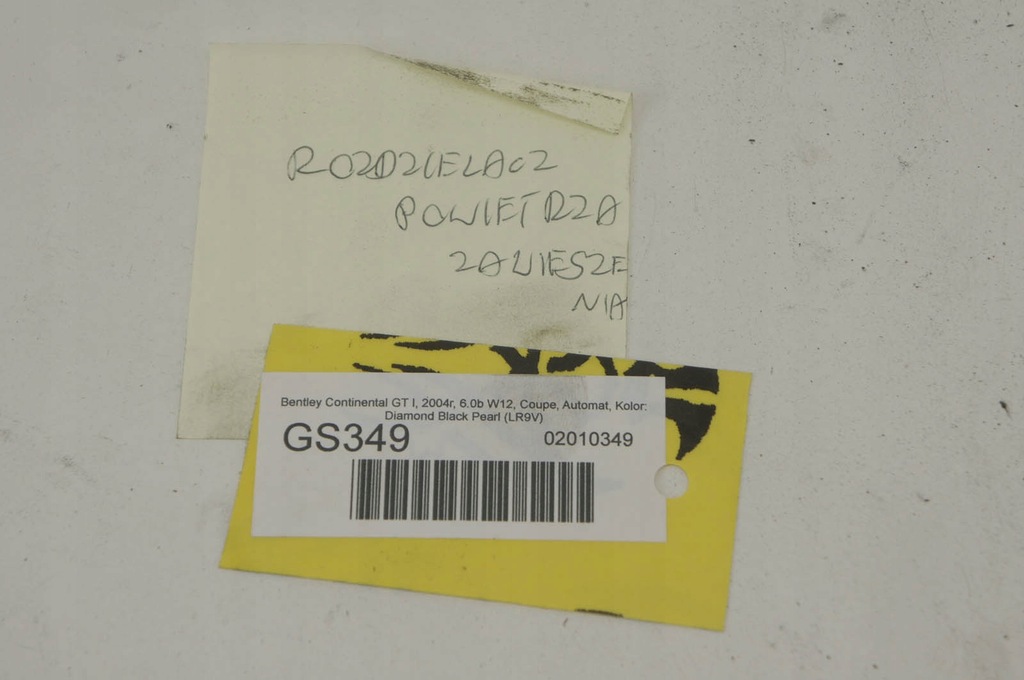 ROZDZIELACZ
POWIETRZA
ZAWIESZE
NIA
Bentley Continental GT I, 2004r, 6.0b W12, Coupe, Automat, Kolor:
Diamond Black Pearl (LR9V)
GS349 02010349